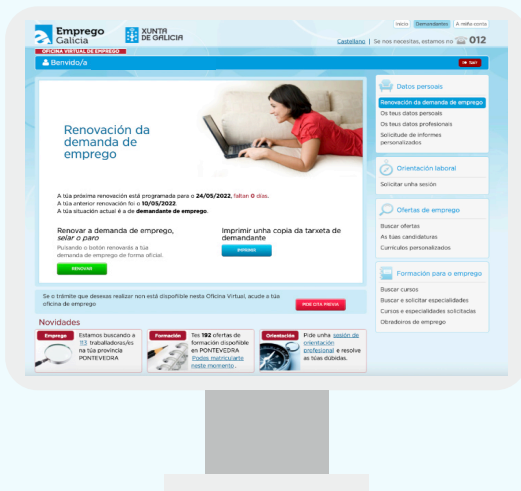 Emprego
Galicia
XUNTA
DE GALICIA
Inicio
Demandantes
A miña conta
Castellano
Se nos necesitas, estamos no
012
OFICINA VIRTUAL DE EMPREGO
Benvido/a
Sair
Renovación da
demanda de
emprego
A túa próxima renovación está programada para o 24/05/2022, faltan 0 días.
A túa anterior renovación foi o 10/05/2022.
A túa situación actual é a de demandante de emprego.
Renovar a demanda de emprego,
selar o paro
Pulsando o botón renovarás a túa
demanda de emprego de forma oficial.
RENOVAR
Imprimir unha copia da tarxeta de
demandante
IMPRIMIR
Se o trámite que desexas realizar non está dispoñible nesta Oficina Virtual, acude a túa
oficina de emprego
PIDE CITA PREVIA
Novidades
Emprego
Estamos buscando a
113 traballadoras/es
na túa provincia
PONTEVEDRA
Formación
Tes 192 ofertas de
formación dispoñible
en PONTEVEDRA
Podes matricularte
neste momento.
Orientación
Pide unha sesión de
orientación
profesional e resolve
as túas dúbidas.
Datos persoais
Renovación da demanda de emprego
Os teus datos persoais
Os teus datos profesionais
Solicitude de informes
personalizados
Orientación laboral
Solicitar unha sesión
Ofertas de emprego
Buscar ofertas
As túas candidaturas
Currículos personalizados
Formación para o emprego
Buscar cursos
Buscar e solicitar especialidades
Cursos e especialidades solicitadas
Obradoiros de emprego